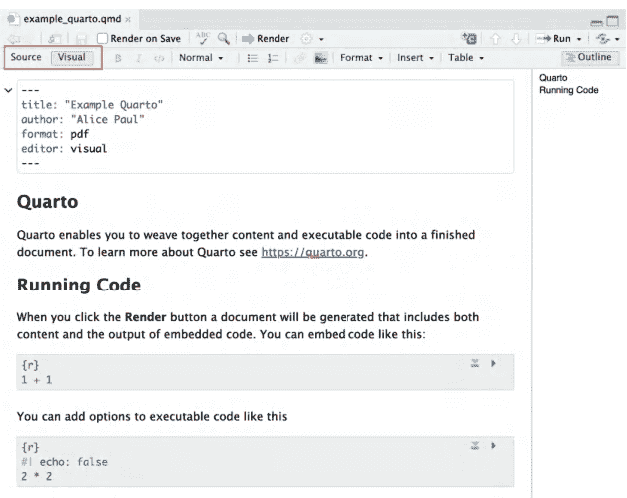 example_quarto.qmd
Render on Save ABC Render Run
Source Visual B I </> Normal Format Insert Table Outline
---
title: "Example Quarto"
author: "Alice Paul"
format: pdf
editor: visual
---
Quarto
Running Code
Quarto
Quarto enables you to weave together content and executable code into a finished
document. To learn more about Quarto see https://quarto.org.
Running Code
When you click the Render button a document will be generated that includes both
content and the output of embedded code. You can embed code like this:
{r}
1 + 1
You can add options to executable code like this
{r}
#| echo: false
2 * 2